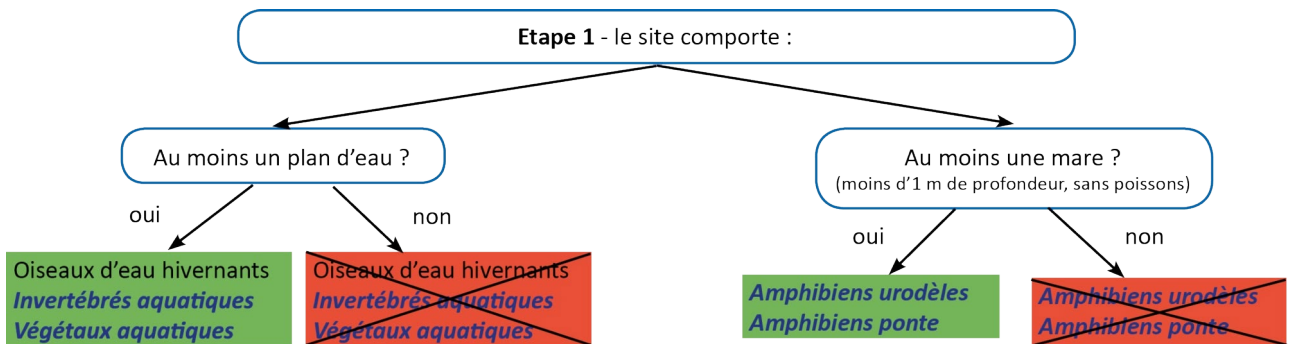 Etape 1 - le site comporte :
Au moins un plan d'eau ?
Au moins une mare ?
(moins d'1 m de profondeur, sans poissons)
oui
non
oui
non
Oiseaux d'eau hivernants
Invertébrés aquatiques
Végétaux aquatiques
Oiseaux d'eau hivernants
Invertébrés aquatiques
Végétaux aquatiques
Amphibiens urodèles
Amphibiens ponte
Amphibiens urodèles
Amphibiens ponte